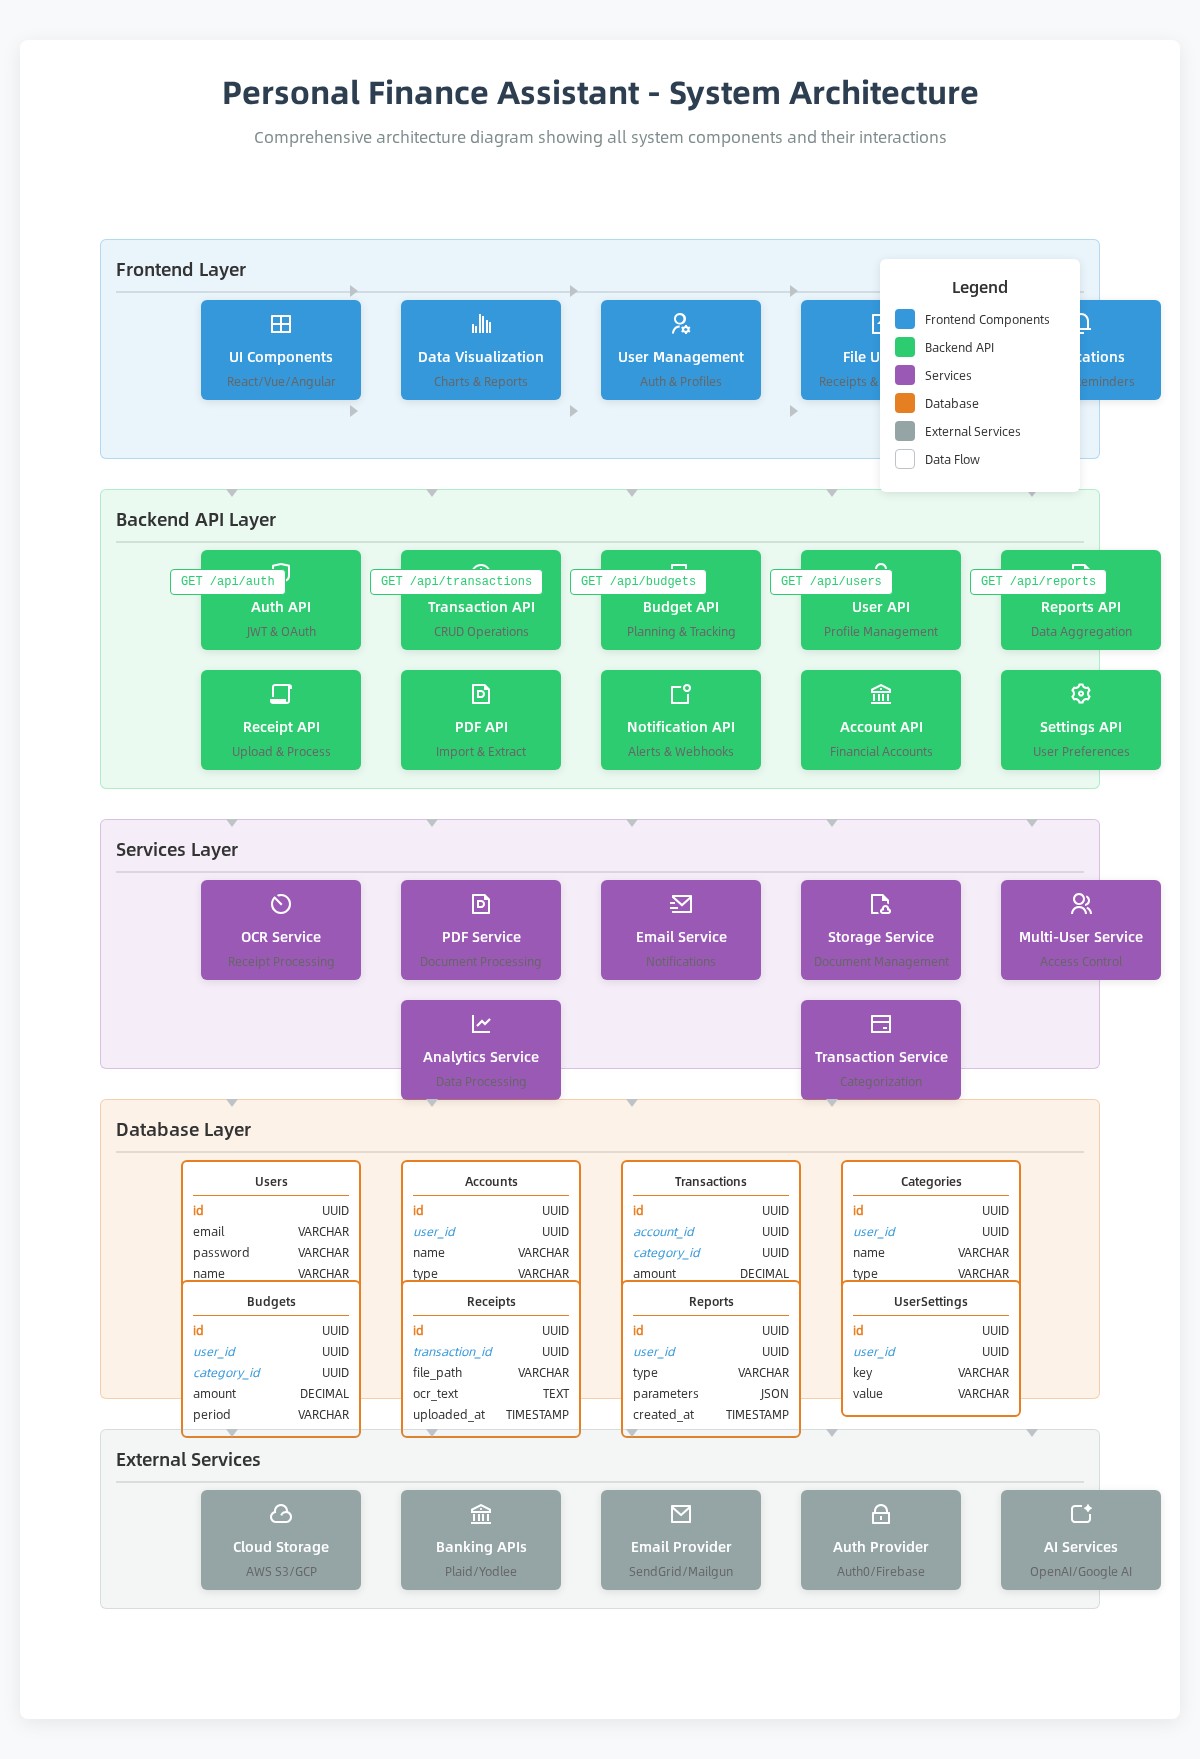 Personal Finance Assistant - System Architecture
Comprehensive architecture diagram showing all system components and their interactions
Frontend Layer
UI Components
React/Vue/Angular
Data Visualization
Charts & Reports
User Management
Auth & Profiles
File U
Receipts &
cations
eminders
Legend
Frontend Components
Backend API
Services
Database
External Services
Data Flow
Backend API Layer
GET /api/auth
Auth API
JWT & OAuth
GET /api/transactions
Transaction API
CRUD Operations
GET /api/budgets
Budget API
Planning & Tracking
GET /api/users
User API
Profile Management
GET /api/reports
Reports API
Data Aggregation
Receipt API
Upload & Process
PDF API
Import & Extract
Notification API
Alerts & Webhooks
Account API
Financial Accounts
Settings API
User Preferences
Services Layer
OCR Service
Receipt Processing
PDF Service
Document Processing
Email Service
Notifications
Storage Service
Document Management
Multi-User Service
Access Control
Analytics Service
Data Processing
Transaction Service
Categorization
Database Layer
Users
id UUID
email VARCHAR
password VARCHAR
name VARCHAR
Accounts
id UUID
user_id UUID
name VARCHAR
type VARCHAR
Transactions
id UUID
account_id UUID
category_id UUID
amount DECIMAL
Categories
id UUID
user_id UUID
name VARCHAR
type VARCHAR
Budgets
id UUID
user_id UUID
category_id UUID
amount DECIMAL
period VARCHAR
Receipts
id UUID
transaction_id UUID
file_path VARCHAR
ocr_text TEXT
uploaded_at TIMESTAMP
Reports
id UUID
user_id UUID
type VARCHAR
parameters JSON
created_at TIMESTAMP
UserSettings
id UUID
user_id UUID
key VARCHAR
value VARCHAR
External Services
Cloud Storage
AWS S3/GCP
Banking APIs
Plaid/Yodlee
Email Provider
SendGrid/Mailgun
Auth Provider
Auth0/Firebase
AI Services
OpenAI/Google AI